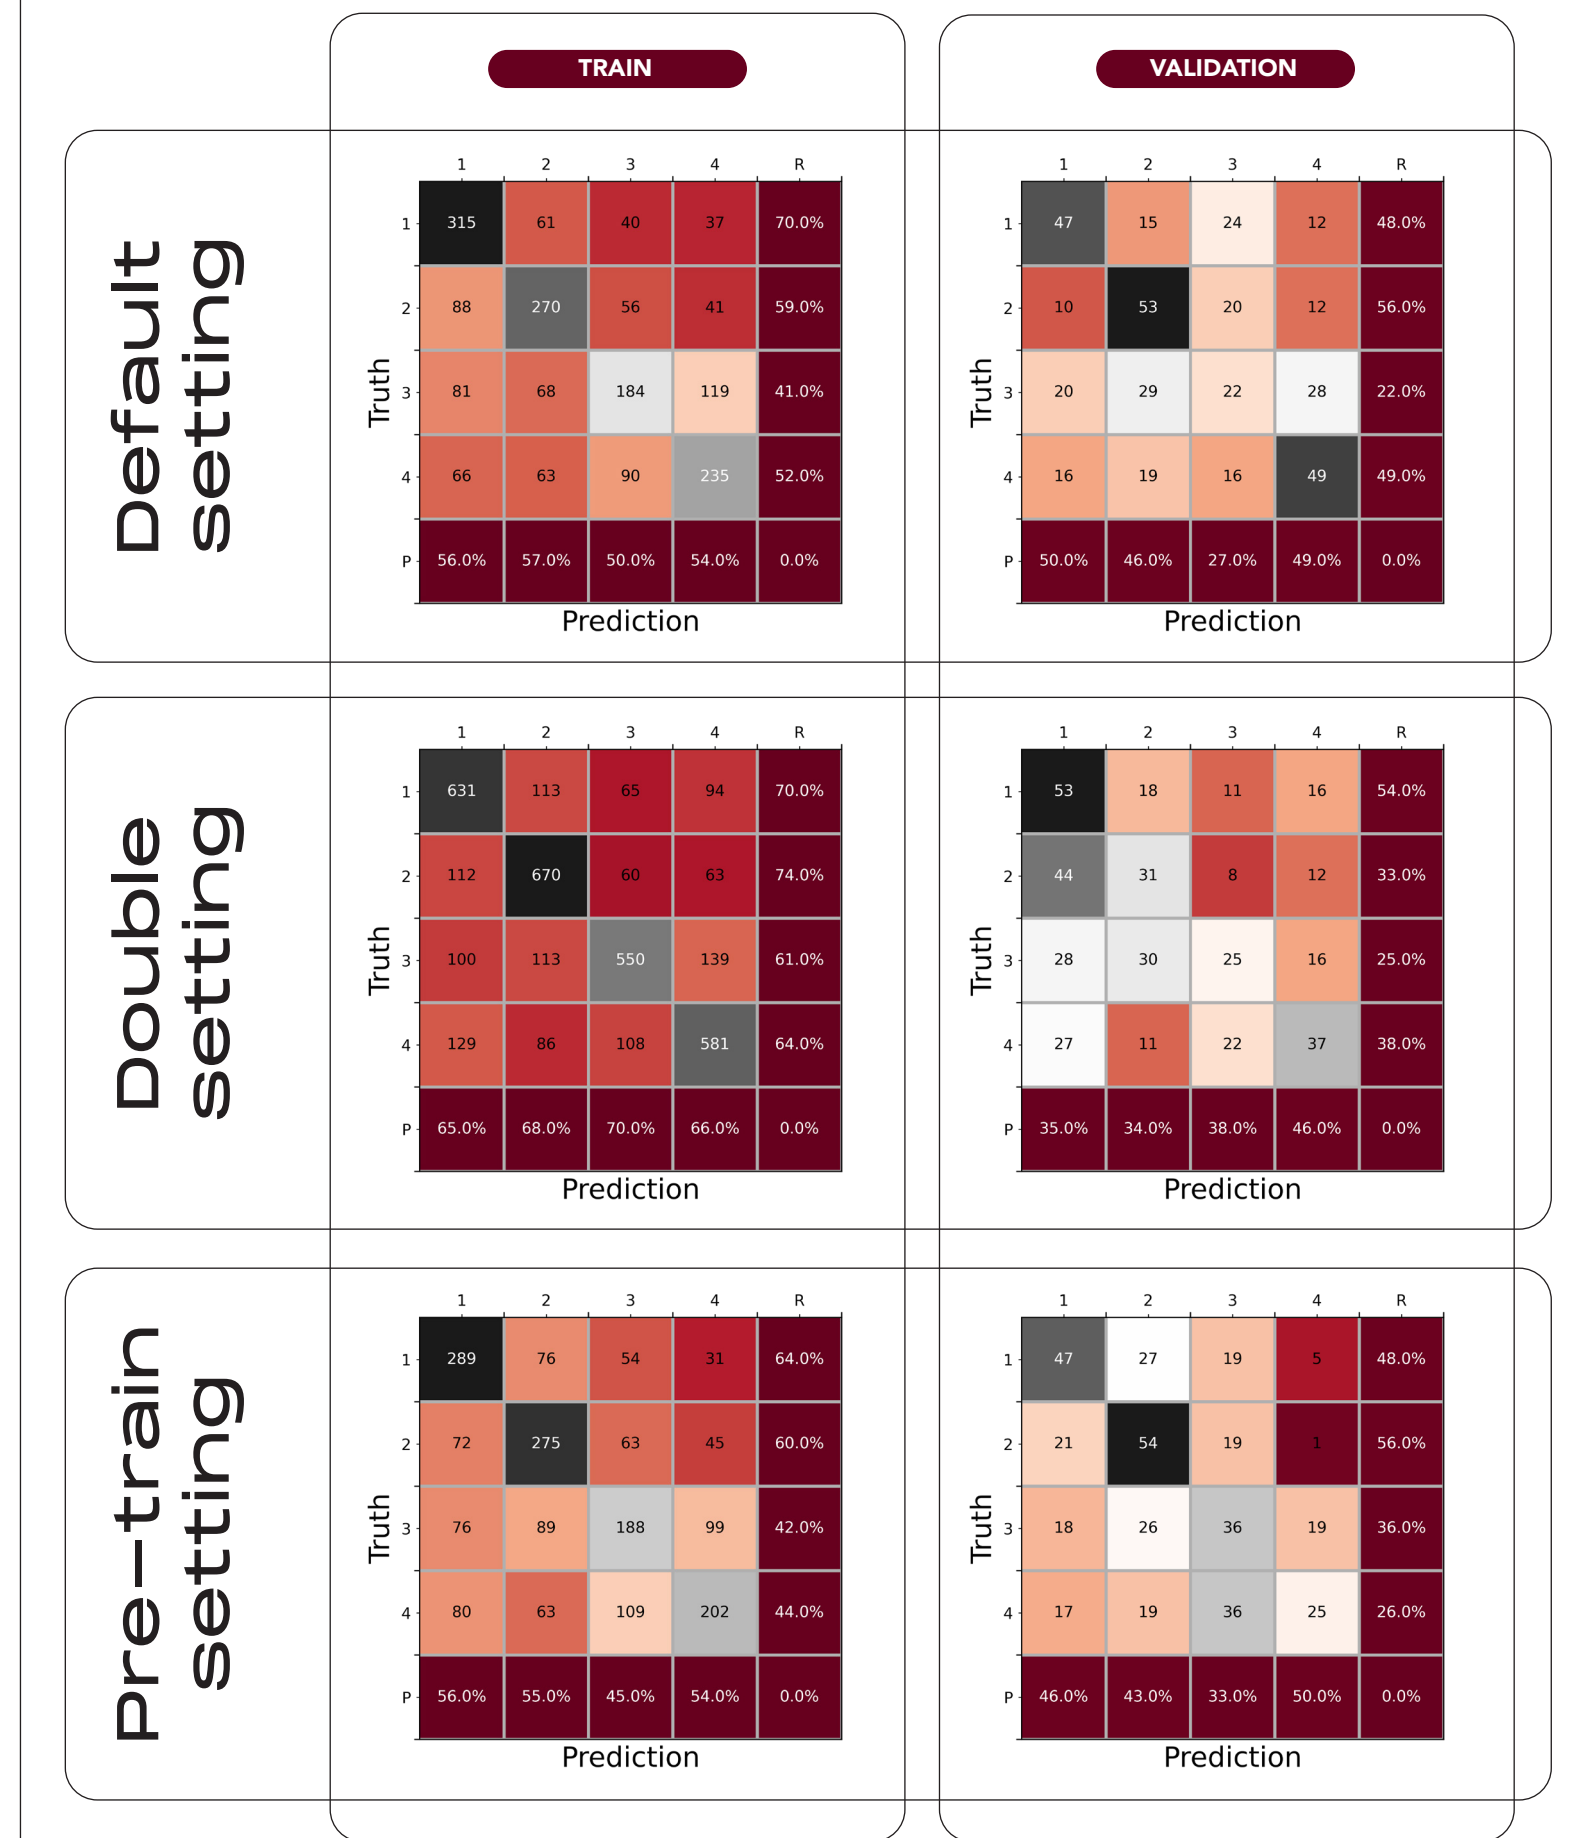 TRAIN
VALIDATION
Default
setting
1 2 3 4 R
1 315 61 40 37 70.0%
2 88 270 56 41 59.0%
3 81 68 184 119 41.0%
4 66 63 90 235 52.0%
P 56.0% 57.0% 50.0% 54.0% 0.0%
Truth
Prediction
1 2 3 4 R
1 47 15 24 12 48.0%
2 10 53 20 12 56.0%
3 20 29 22 28 22.0%
4 16 19 16 49 49.0%
P 50.0% 46.0% 27.0% 49.0% 0.0%
Truth
Prediction
Double
setting
1 2 3 4 R
1 631 113 65 94 70.0%
2 112 670 60 63 74.0%
3 100 113 550 139 61.0%
4 129 86 108 581 64.0%
P 65.0% 68.0% 70.0% 66.0% 0.0%
Truth
Prediction
1 2 3 4 R
1 53 18 11 16 54.0%
2 44 31 8 12 33.0%
3 28 30 25 16 25.0%
4 27 11 22 37 38.0%
P 35.0% 34.0% 38.0% 46.0% 0.0%
Truth
Prediction
Pre-train
setting
1 2 3 4 R
1 289 76 54 31 64.0%
2 72 275 63 45 60.0%
3 76 89 188 99 42.0%
4 80 63 109 202 44.0%
P 56.0% 55.0% 45.0% 54.0% 0.0%
Truth
Prediction
1 2 3 4 R
1 47 27 19 5 48.0%
2 21 54 19 1 56.0%
3 18 26 36 19 36.0%
4 17 19 36 25 26.0%
P 46.0% 43.0% 33.0% 50.0% 0.0%
Truth
Prediction